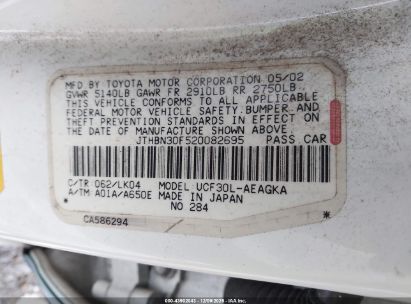 MFD BY TOYOTA MOTOR CORPORATION 05/02
GVWR 5140LB GAWR FR 2910LB RR 2750LB
THIS VEHICLE CONFORMS TO ALL APPLICABLE
FEDERAL MOTOR VEHICLE SAFETY, BUMPER AND
THEFT PREVENTION STANDARDS IN EFFECT ON
THE DATE OF MANUFACTURE SHOWN ABOVE.
JTHBN30F520082695 PASS CAR
C/TR 062/LK04 MODEL: UCF30L-AEAGKA
A/TM A01A/A650E MADE IN JAPAN
NO 284
CA586294